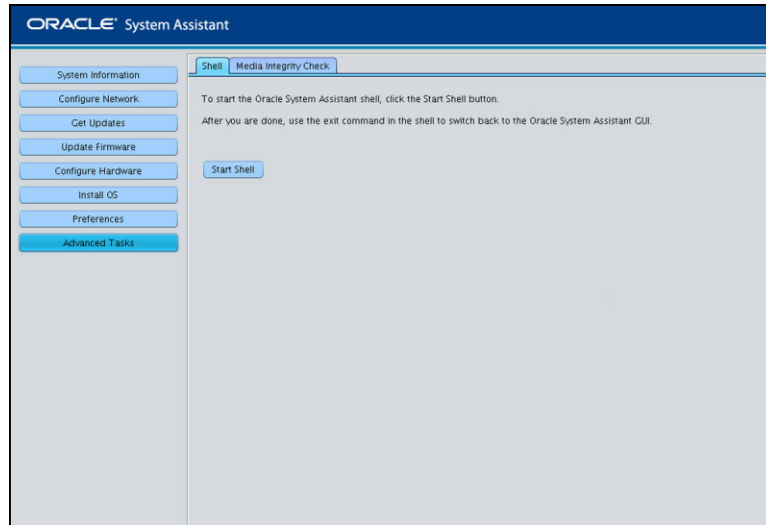 ORACLE System Assistant
System Information
Configure Network
Get Updates
Update Firmware
Configure Hardware
Install OS
Preferences
Advanced Tasks
Shell Media Integrity Check
To start the Oracle System Assistant shell, click the Start Shell button.
After you are done, use the exit command in the shell to switch back to the Oracle System Assistant GUI.
Start Shell